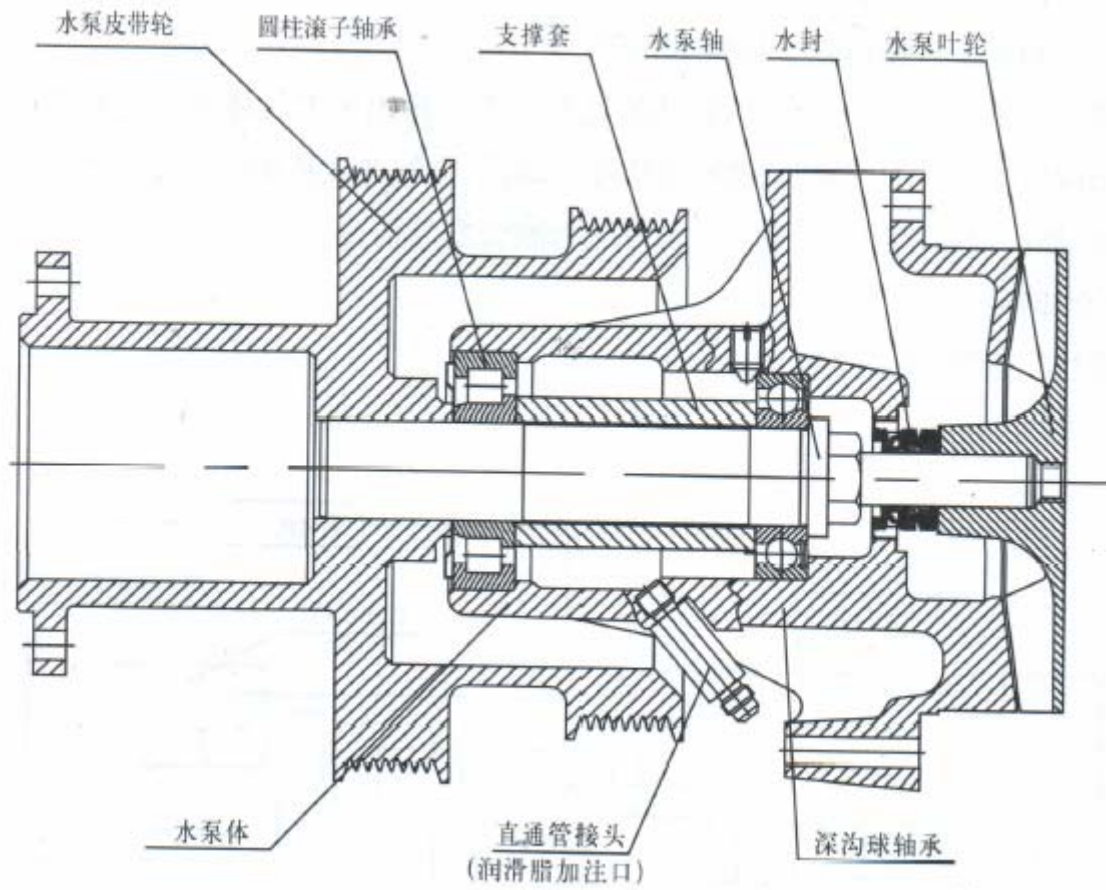 水泵皮带轮
圆柱滚子轴承
支撑套
水泵轴
水封
水泵叶轮
水泵体
直通管接头
(润滑脂加注口)
深沟球轴承